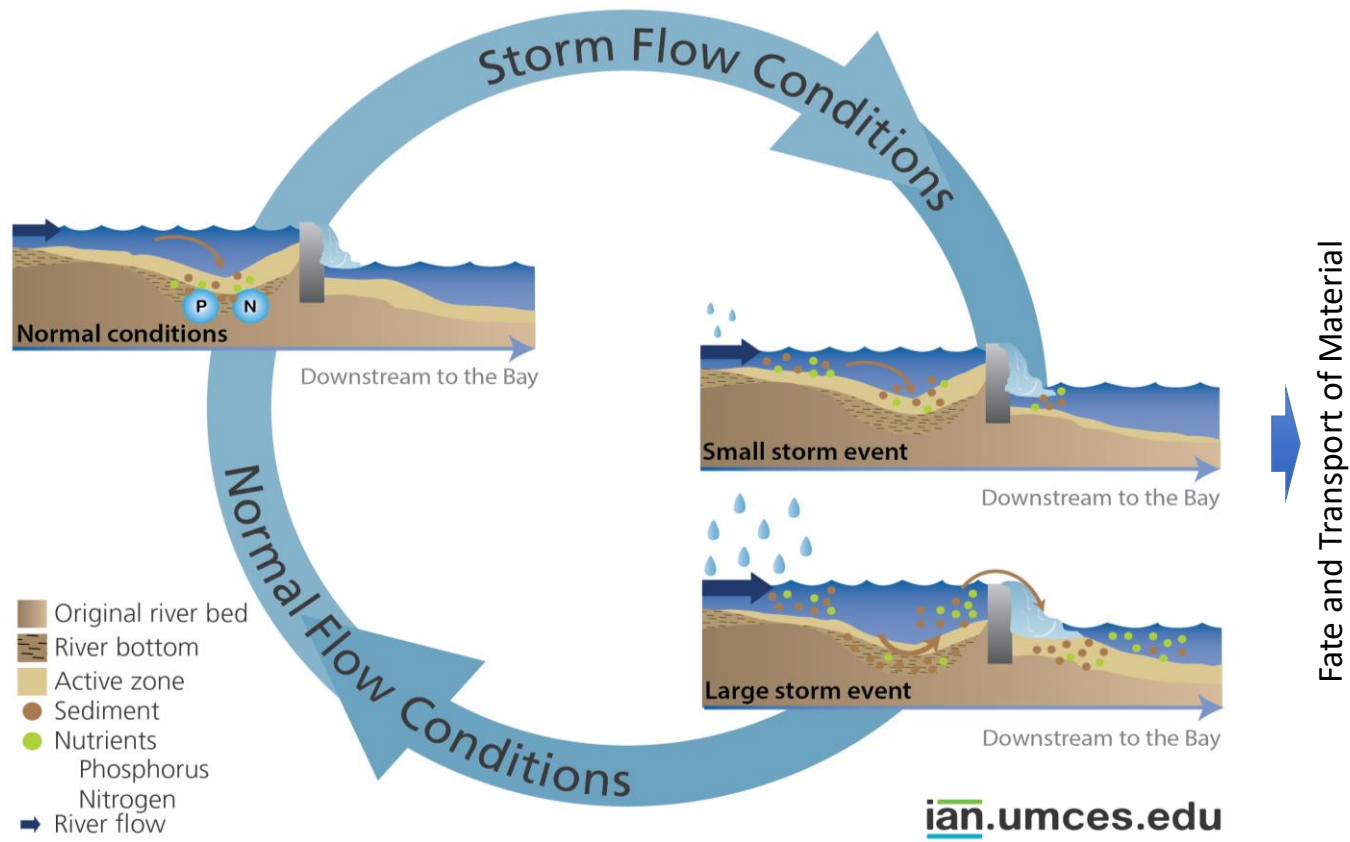 Storm Flow Conditions
P
N
Normal conditions
Downstream to the Bay
Small storm event
Downstream to the Bay
Large storm event
Downstream to the Bay
Normal Flow Conditions
Original river bed
River bottom
Active zone
Sediment
Nutrients
Phosphorus
Nitrogen
River flow
ian.umces.edu
Fate and Transport of Material